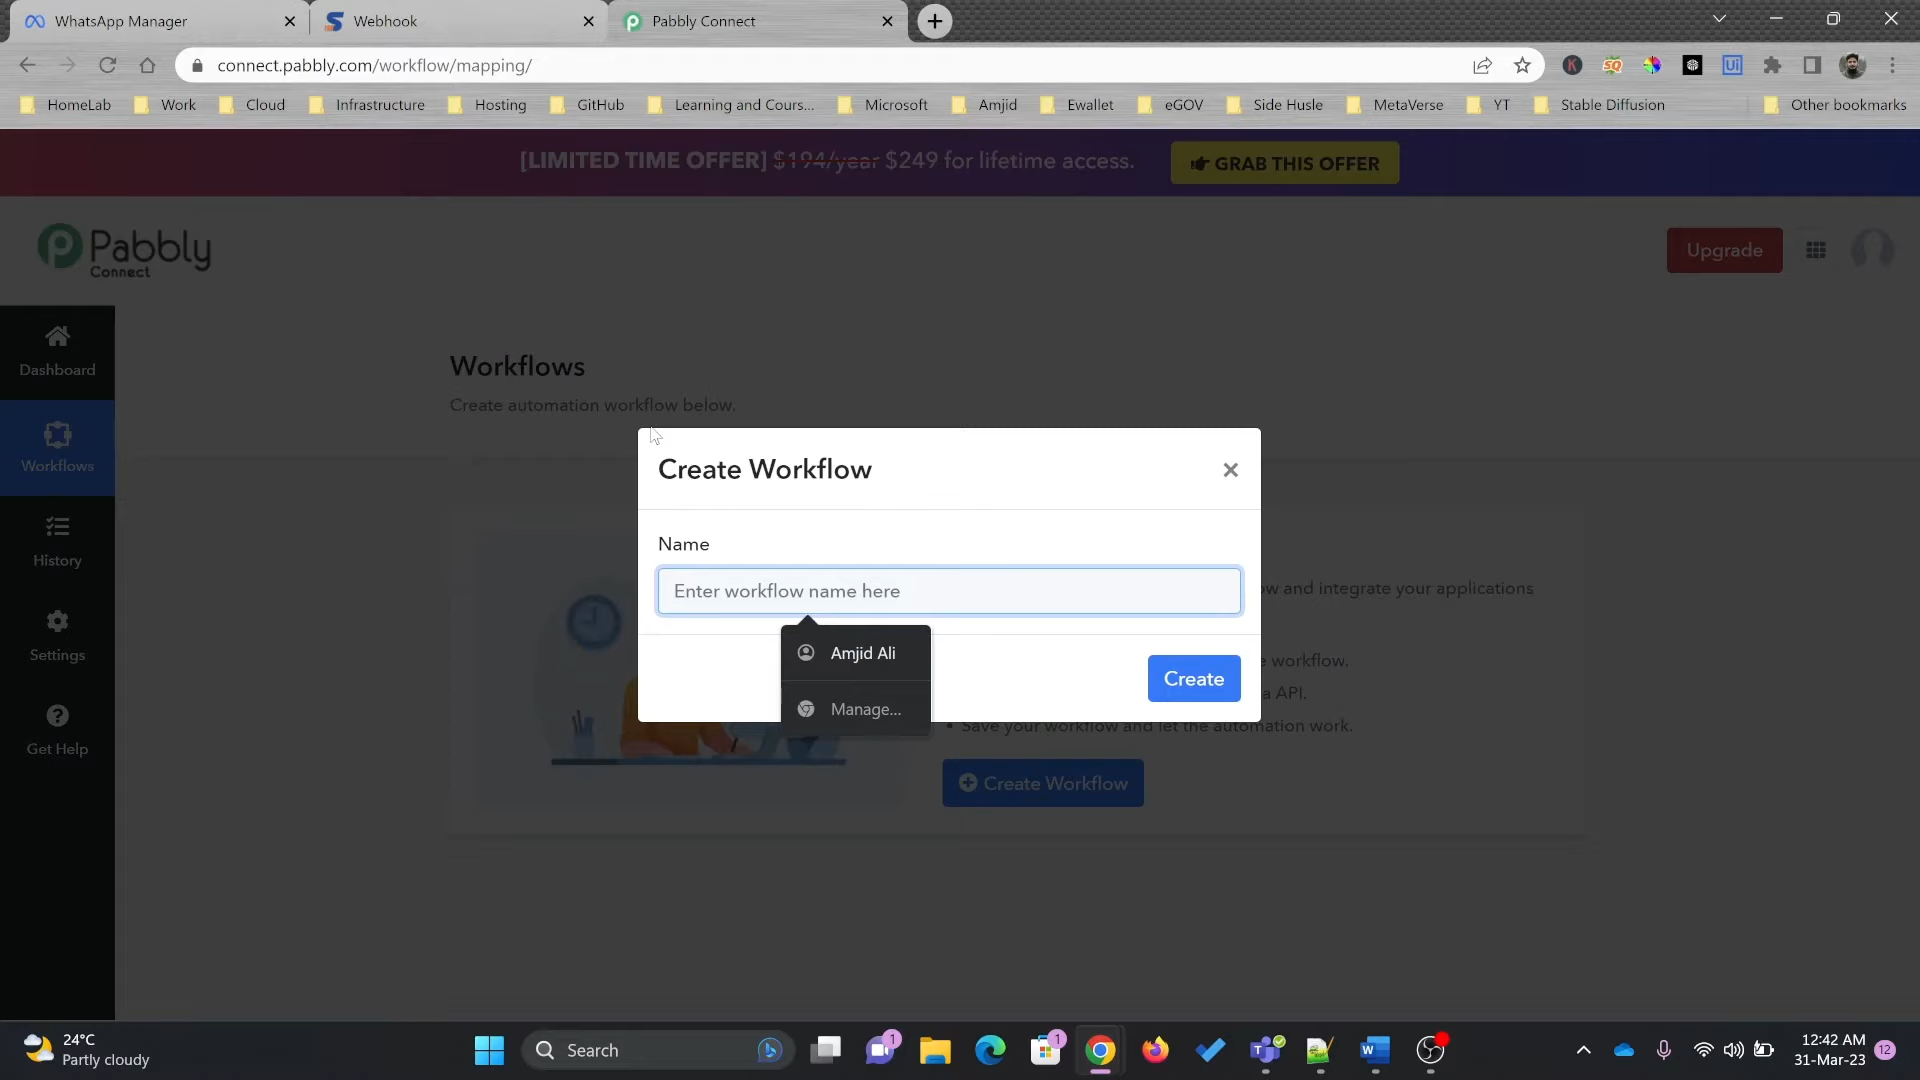 WhatsApp Manager
Webhook
Pabbly Connect
connect.pabbly.com/workflow/mapping/
HomeLab
Work
Cloud
Infrastructure
Hosting
GitHub
Learning and Cours...
Microsoft
Amjid
Ewallet
eGOV
Side Husle
MetaVerse
YT
Stable Diffusion
Other bookmarks
[LIMITED TIME OFFER] $194/year $249 for lifetime access.
GRAB THIS OFFER
Pabbly
Connect
Upgrade
Dashboard
Workflows
History
Settings
Get Help
Workflows
Create automation workflow below.
Create Workflow
Name
Enter workflow name here
w and integrate your applications
Amjid Ali
Manage...
Create
workflow.
a API.
Save your workflow and let the automation work.
Create Workflow
24°C
Partly cloudy
Search
12:42 AM
31-Mar-23
12